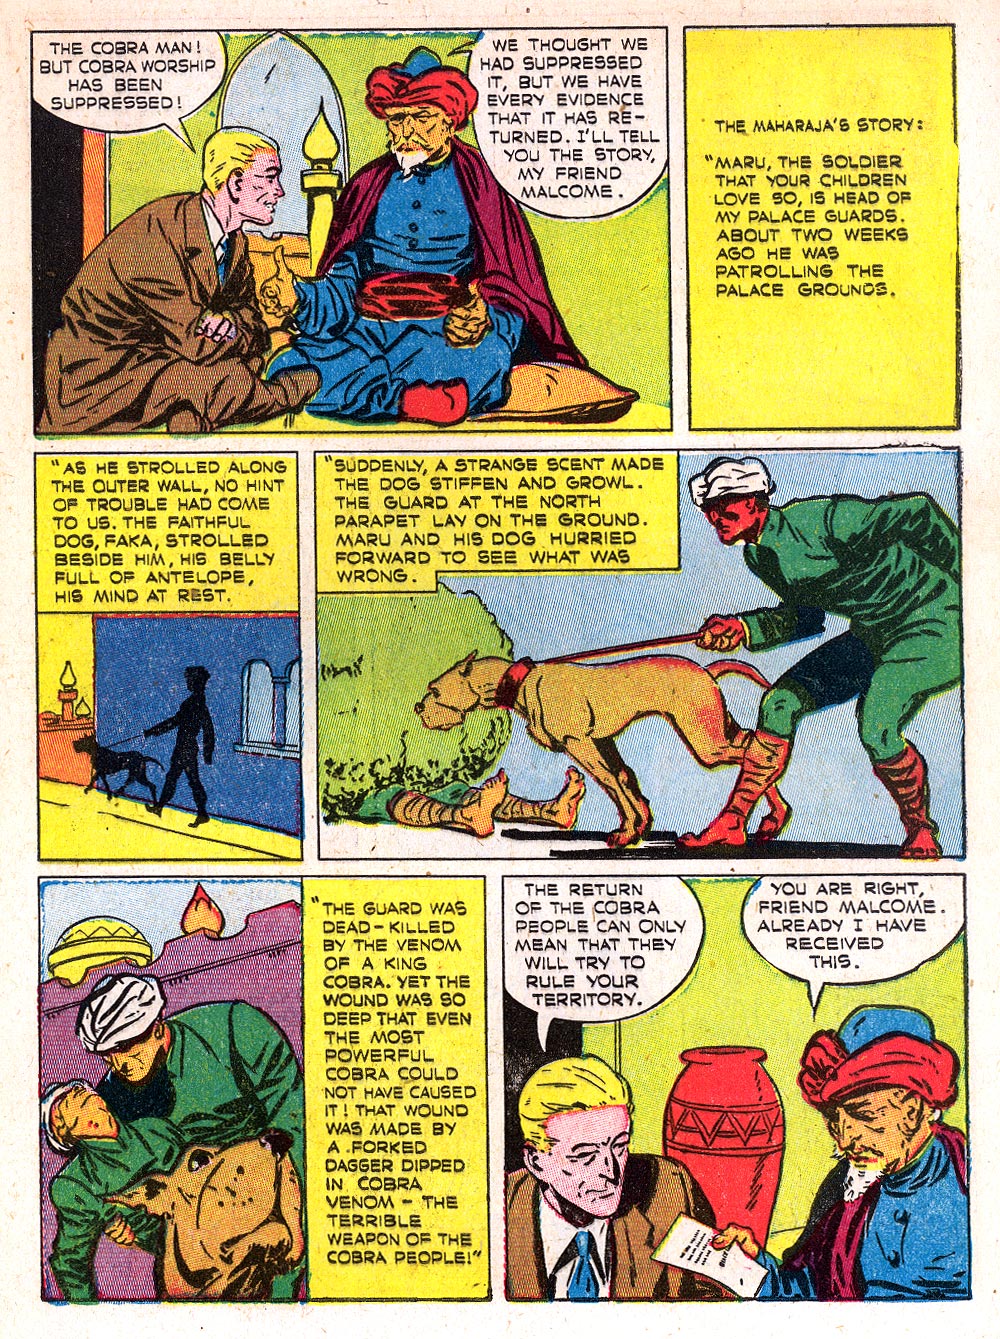 THE COBRA MAN!
BUT COBRA WORSHIP
HAS BEEN
SUPPRESSED!
WE THOUGHT WE
HAD SUPPRESSED
IT, BUT WE HAVE
EVERY EVIDENCE
THAT IT HAS RE-
TURNED. I'LL TELL
YOU THE STORY,
MY FRIEND
MALCOME.
THE MAHARAJA'S STORY:
"MARU, THE SOLDIER
THAT YOUR CHILDREN
LOVE SO, IS HEAD OF
MY PALACE GUARDS.
ABOUT TWO WEEKS
AGO HE WAS
PATROLLING THE
PALACE GROUNDS.
"AS HE STROLLED ALONG
THE OUTER WALL, NO HINT
OF TROUBLE HAD COME
TO US. THE FAITHFUL
DOG, FAKA, STROLLED
BESIDE HIM, HIS BELLY
FULL OF ANTELOPE,
HIS MIND AT REST.
"SUDDENLY, A STRANGE SCENT MADE
THE DOG STIFFEN AND GROWL.
THE GUARD AT THE NORTH
PARAPET LAY ON THE GROUND.
MARU AND HIS DOG HURRIED
FORWARD TO SEE WHAT WAS
WRONG.
"THE GUARD WAS
DEAD-KILLED
BY THE VENOM
OF A KING
COBRA. YET THE
WOUND WAS SO
DEEP THAT EVEN
THE MOST
POWERFUL
COBRA COULD
NOT HAVE CAUSED
IT! THAT WOUND
WAS MADE BY
A FORKED
DAGGER DIPPED
IN COBRA
VENOM - THE
TERRIBLE
WEAPON OF THE
COBRA PEOPLE!"
THE RETURN
OF THE COBRA
PEOPLE CAN ONLY
MEAN THAT THEY
WILL TRY TO
RULE YOUR
TERRITORY.
YOU ARE RIGHT,
FRIEND MALCOME.
ALREADY I HAVE
RECEIVED
THIS.